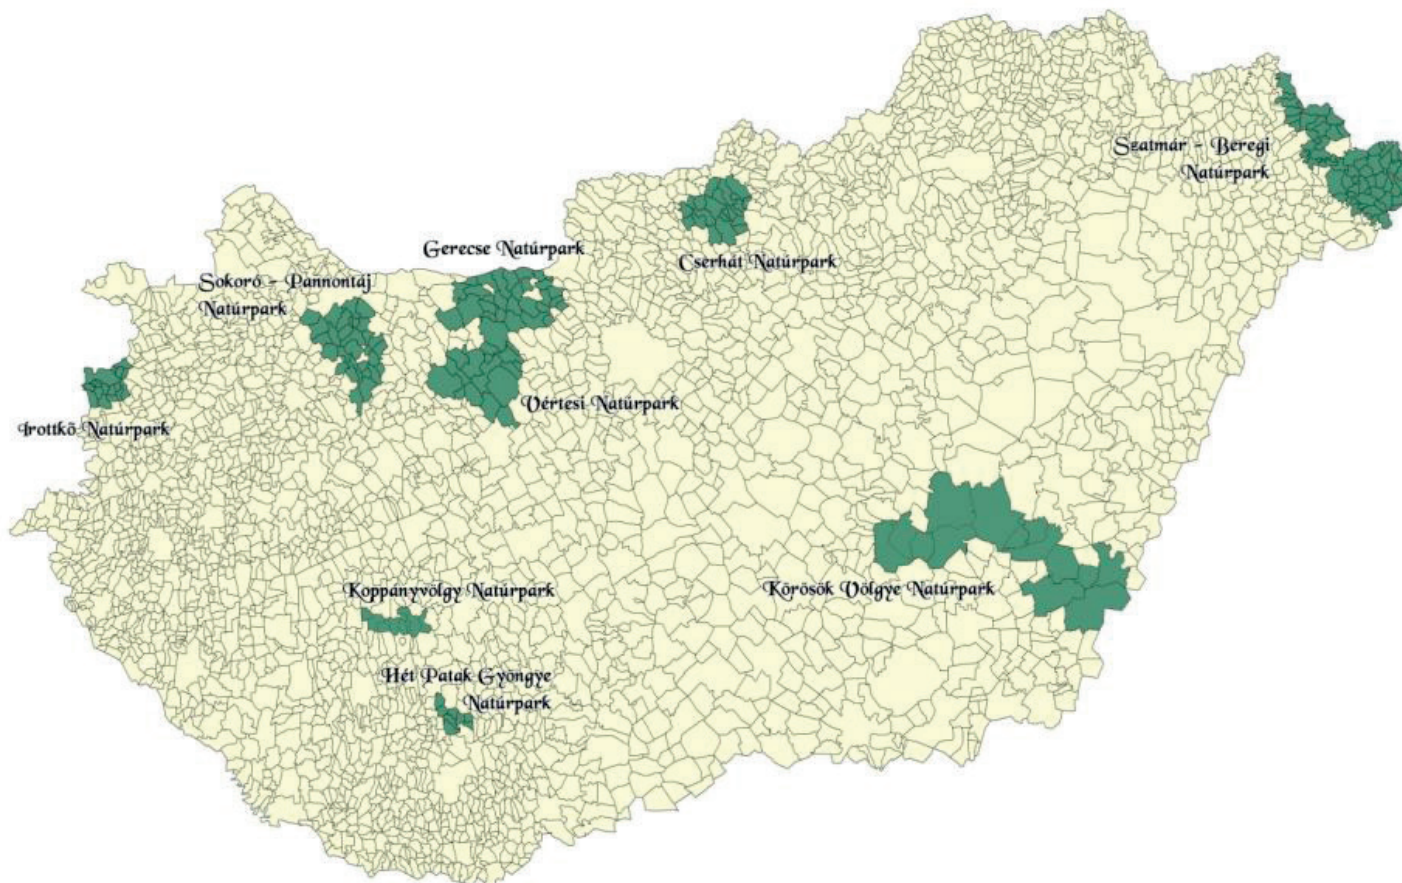 Szatmár - Beregi
Natúrpark
Gerecse Natúrpark
Cserhát Natúrpark
Sokoró - Pannontáj
Natúrpark
Vértesi Natúrpark
Írottkő Natúrpark
Koppányvölgy Natúrpark
Körösök Völgye Natúrpark
Hét Patak Gyöngye
Natúrpark